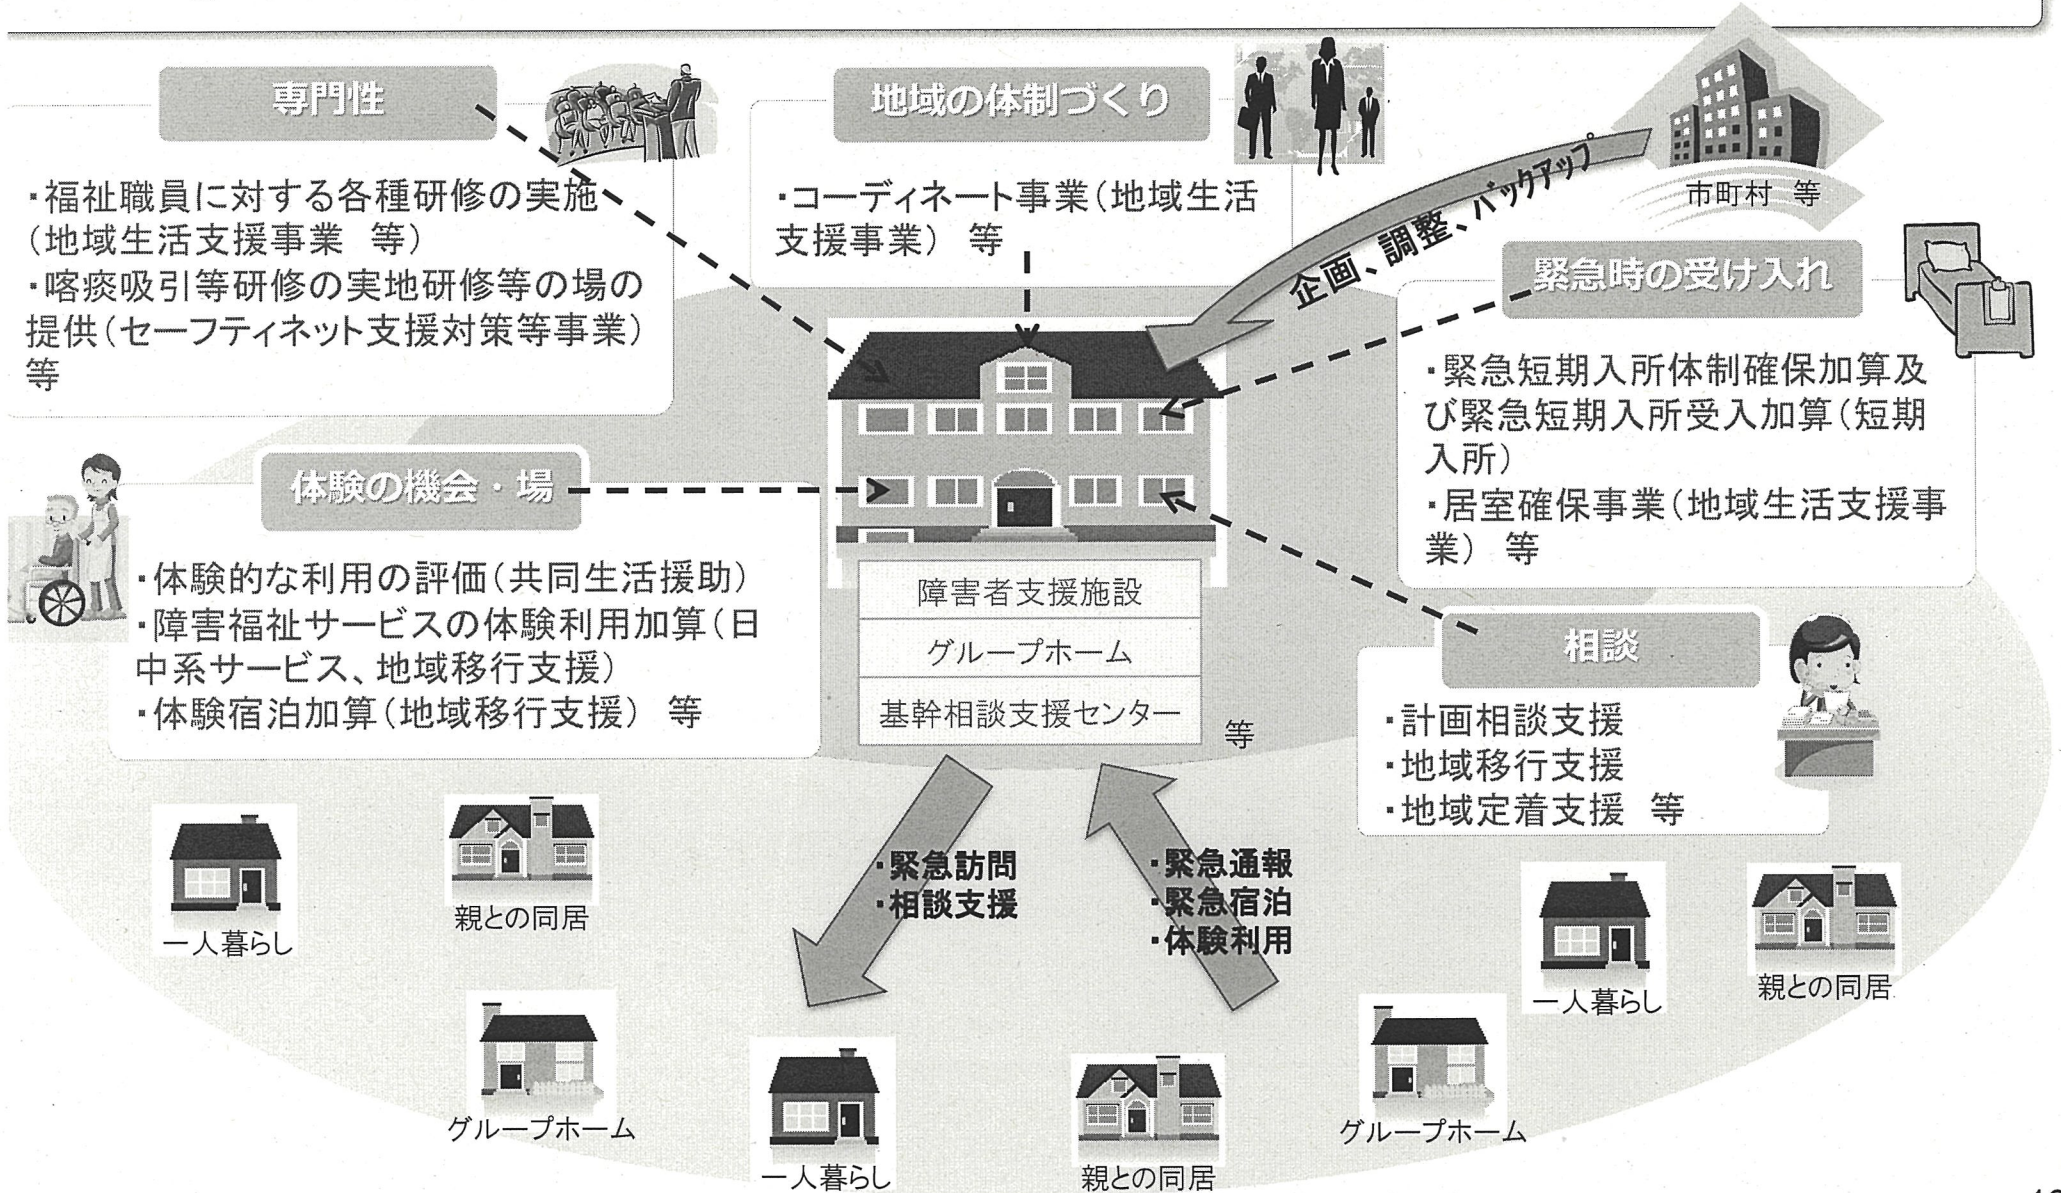 専門性
・福祉職員に対する各種研修の実施
（地域生活支援事業　等）
・喀痰吸引等研修の実地研修等の場の
提供（セーフティネット支援対策等事業）
等
地域の体制づくり
・コーディネート事業（地域生活
支援事業）　等
市町村　等
企画、調整、バックアップ
緊急時の受け入れ
・緊急短期入所体制確保加算及
び緊急短期入所受入加算（短期
入所）
・居室確保事業（地域生活支援事
業）　等
体験の機会・場
・体験的な利用の評価（共同生活援助）
・障害福祉サービスの体験利用加算（日
中系サービス、地域移行支援）
・体験宿泊加算（地域移行支援）　等
障害者支援施設
グループホーム
基幹相談支援センター
等
相談
・計画相談支援
・地域移行支援
・地域定着支援　等
・緊急訪問
・相談支援
・緊急通報
・緊急宿泊
・体験利用
一人暮らし
親との同居
グループホーム
一人暮らし
親との同居
グループホーム
一人暮らし
親との同居